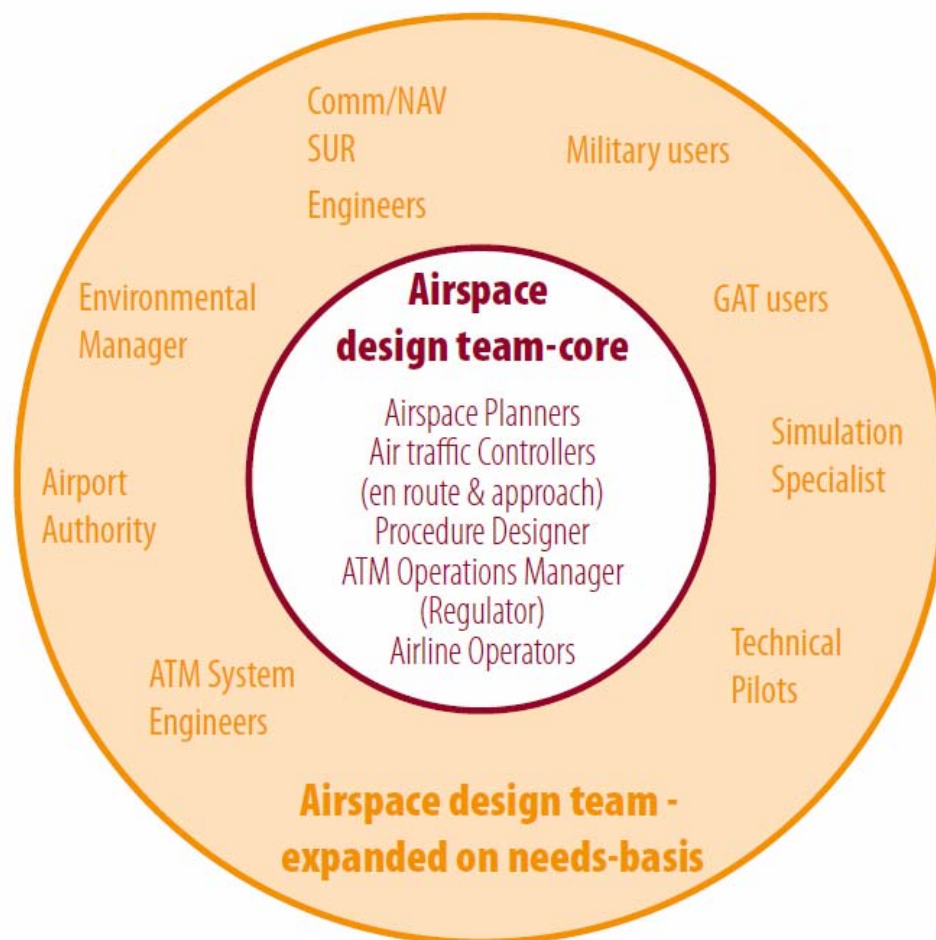 Comm/NAV
SUR
Engineers
Military users
Environmental
Manager
GAT users
Airspace
design team-core
Airspace Planners
Air traffic Controllers
(en route & approach)
Procedure Designer
ATM Operations Manager
(Regulator)
Airline Operators
Simulation
Specialist
Airport
Authority
Technical
Pilots
ATM System
Engineers
Airspace design team -
expanded on needs-basis